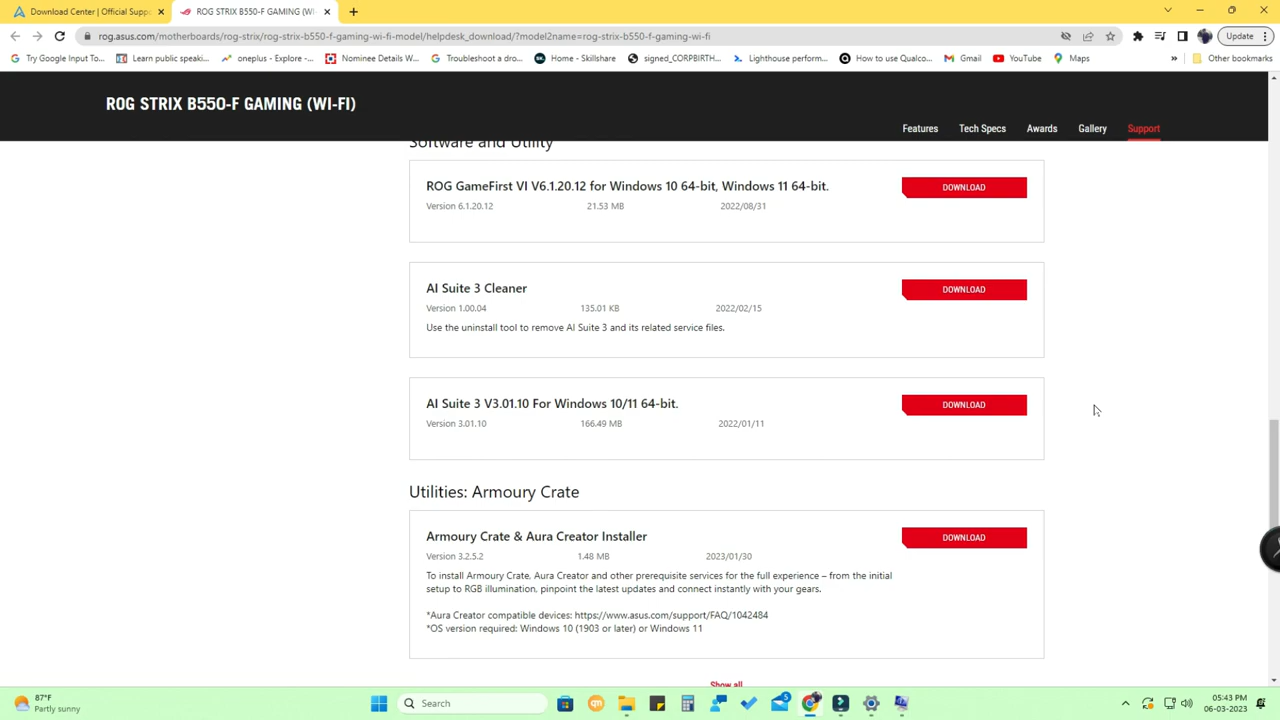 Download Center | Official Supp
ROG STRIX B550-F GAMING (WI-
rog.asus.com/motherboards/rog-strix/rog-strix-b550-f-gaming-wi-fi-model/helpdesk_download/?model2name=rog-strix-b550-f-gaming-wi-fi
Update
Try Google Input To...
Learn public speaki...
oneplus - Explore -...
Nominee Details W...
Troubleshoot a dro...
Home - Skillshare
signed_CORPBIRTH...
Lighthouse perform...
How to use Qualco...
Gmail
YouTube
Maps
»
Other bookmarks
ROG STRIX B550-F GAMING (WI-FI)
Features
Tech Specs
Awards
Gallery
Support
Software and Utility
ROG GameFirst VI V6.1.20.12 for Windows 10 64-bit, Windows 11 64-bit.
DOWNLOAD
Version 6.1.20.12
21.53 MB
2022/08/31
AI Suite 3 Cleaner
DOWNLOAD
Version 1.00.04
135.01 KB
2022/02/15
Use the uninstall tool to remove AI Suite 3 and its related service files.
AI Suite 3 V3.01.10 For Windows 10/11 64-bit.
DOWNLOAD
Version 3.01.10
166.49 MB
2022/01/11
Utilities: Armoury Crate
Armoury Crate & Aura Creator Installer
DOWNLOAD
Version 3.2.5.2
1.48 MB
2023/01/30
To install Armoury Crate, Aura Creator and other prerequisite services for the full experience – from the initial
setup to RGB illumination, pinpoint the latest updates and connect instantly with your gears.
*Aura Creator compatible devices: https://www.asus.com/support/FAQ/1042484
*OS version required: Windows 10 (1903 or later) or Windows 11
Show all
87°F
Partly sunny
Search
5
05:43 PM
06-03-2023